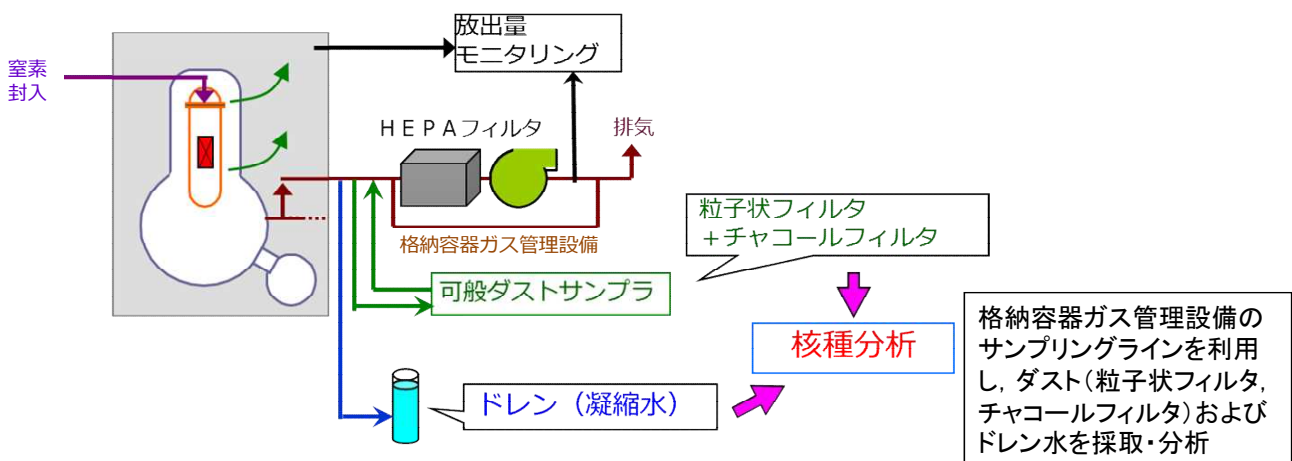 放出量
モニタリング
窒素
封入
ＨＥＰＡフィルタ
排気
格納容器ガス管理設備
粒子状フィルタ
＋チャコールフィルタ
可般ダストサンプラ
核種分析
ドレン（凝縮水）
格納容器ガス管理設備の
サンプリングラインを利用
し，ダスト（粒子状フィルタ，
チャコールフィルタ）および
ドレン水を採取・分析